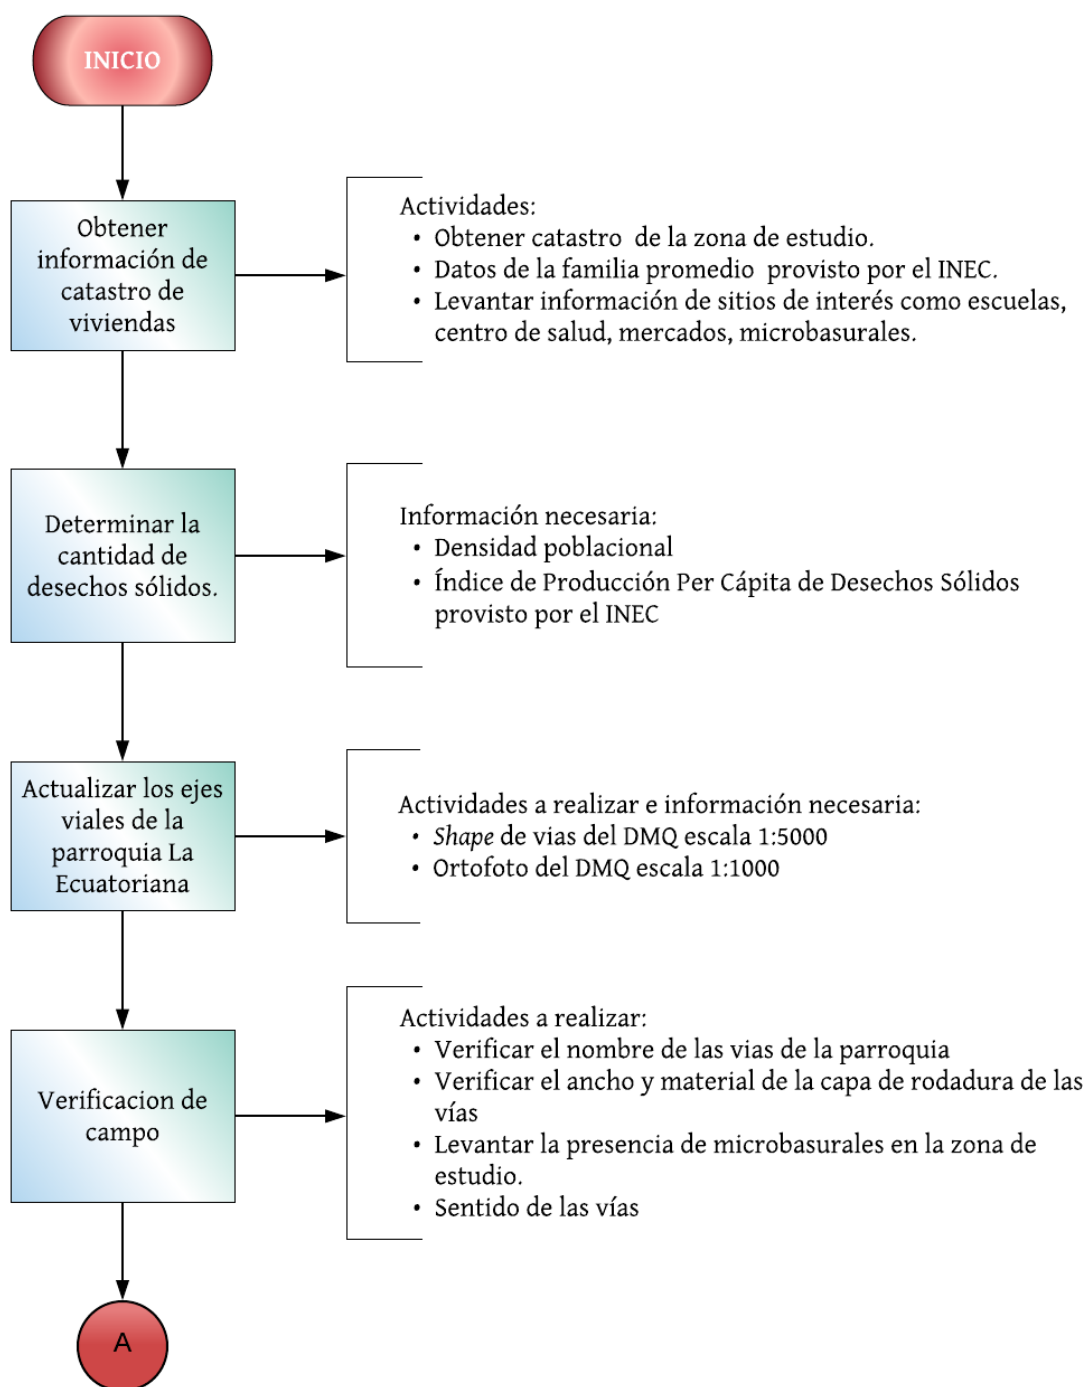 INICIO
Obtener
información de
catastro de
viviendas
Actividades:
• Obtener catastro de la zona de estudio.
• Datos de la familia promedio provisto por el INEC.
• Levantar información de sitios de interés como escuelas,
centro de salud, mercados, microbasurales.
Determinar la
cantidad de
desechos sólidos.
Información necesaria:
• Densidad poblacional
• Índice de Producción Per Cápita de Desechos Sólidos
provisto por el INEC
Actualizar los ejes
viales de la
parroquia La
Ecuatoriana
Actividades a realizar e información necesaria:
• Shape de vias del DMQ escala 1:5000
• Ortofoto del DMQ escala 1:1000
Verificacion de
campo
Actividades a realizar:
• Verificar el nombre de las vias de la parroquia
• Verificar el ancho y material de la capa de rodadura de las
vías
• Levantar la presencia de microbasurales en la zona de
estudio.
• Sentido de las vías
A